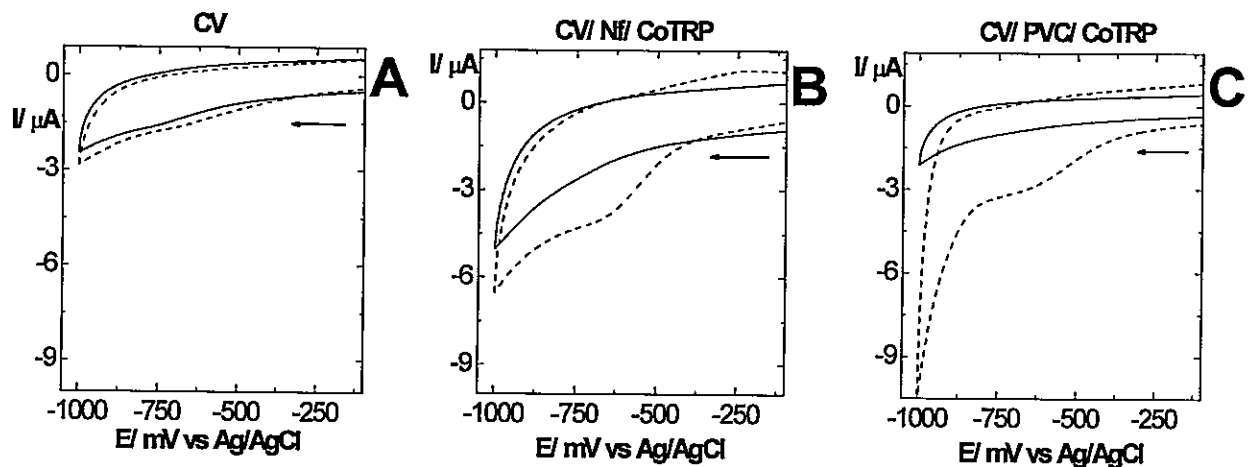 CV
A
I/ μA
0
-3
-6
-9
-1000 -750 -500 -250
E/ mV vs Ag/AgCl
CV/ Nf/ CoTRP
B
I/ μA
0
-3
-6
-9
-1000 -750 -500 -250
E/ mV vs Ag/AgCl
CV/ PVC/ CoTRP
C
I/ μA
0
-3
-6
-9
-1000 -750 -500 -250
E/ mV vs Ag/AgCl